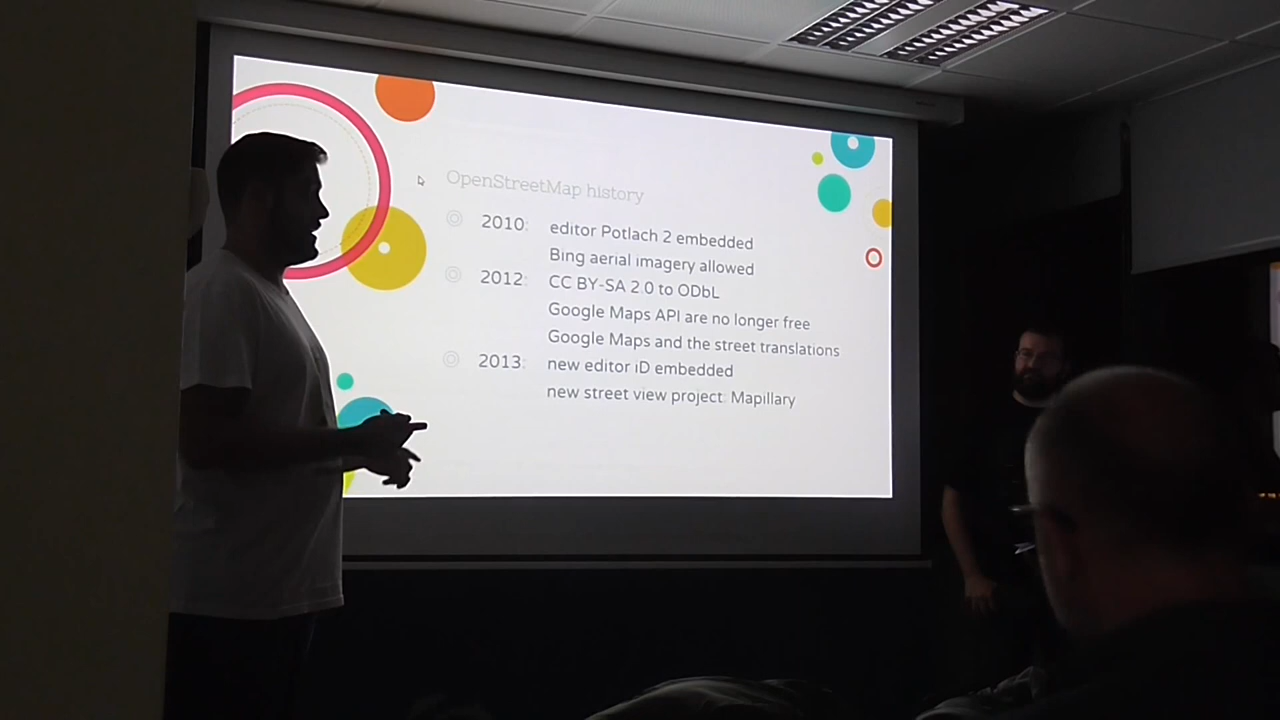 OpenStreetMap history
2010: editor Potlach 2 embedded
Bing aerial imagery allowed
2012: CC BY-SA 2.0 to ODbL
Google Maps API are no longer free
Google Maps and the street translations
2013: new editor iD embedded
new street view project: Mapillary